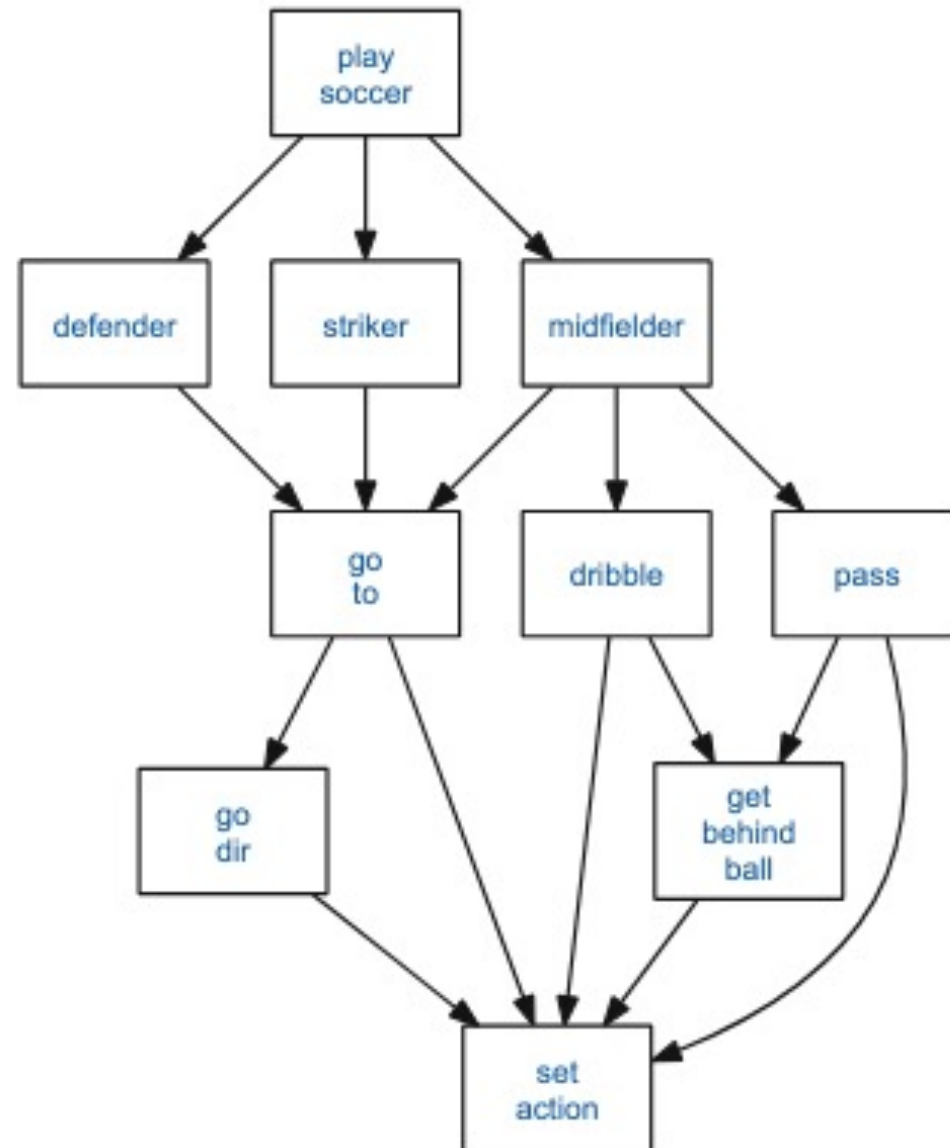 play
soccer
defender
striker
midfielder
go
to
dribble
pass
go
dir
get
behind
ball
set
action